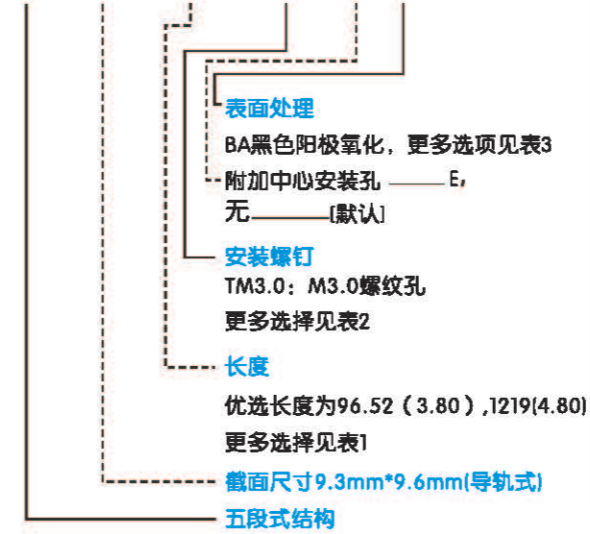 表面处理
BA黑色阳极氧化，更多选项见表3
附加中心安装孔 ——— E,
无———[默认]
安装螺钉
TM3.0：M3.0螺纹孔
更多选择见表2
长度
优选长度为96.52（3.80）,1219(4.80)
更多选择见表1
截面尺寸9.3mm*9.6mm(导轨式)
五段式结构